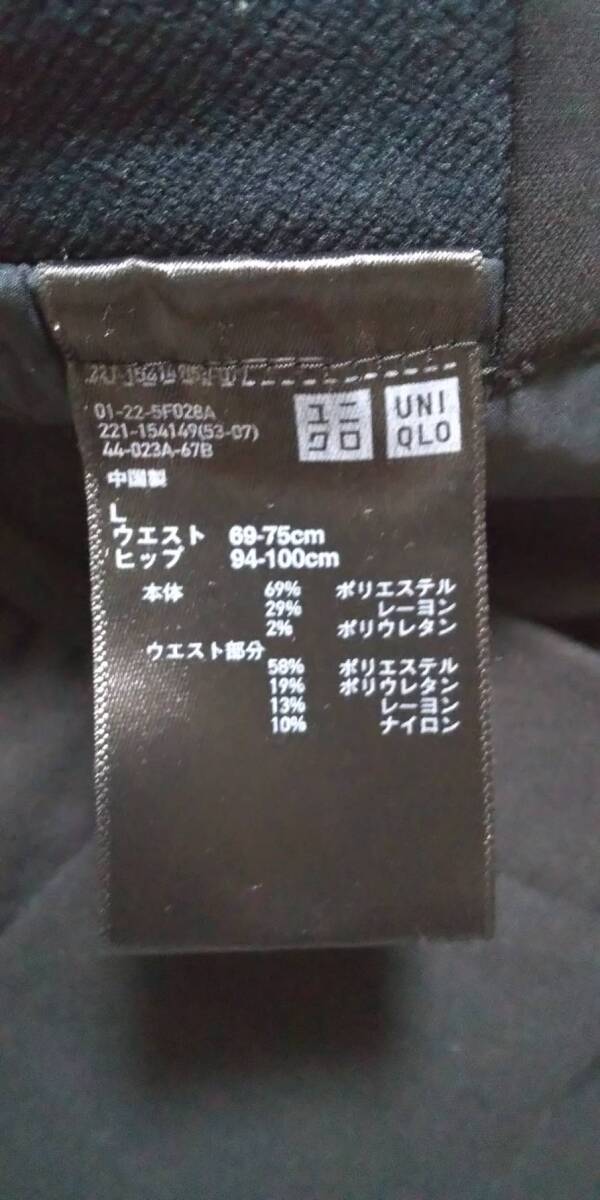 01-22-5F028A
221-154149(53-07)
44-023A-67B
ユニクロ
UNIQLO
中国製
L
ウエスト 69-75cm
ヒップ 94-100cm
本体 69% ポリエステル
29% レーヨン
2% ポリウレタン
ウエスト部分
58% ポリエステル
19% ポリウレタン
13% レーヨン
10% ナイロン